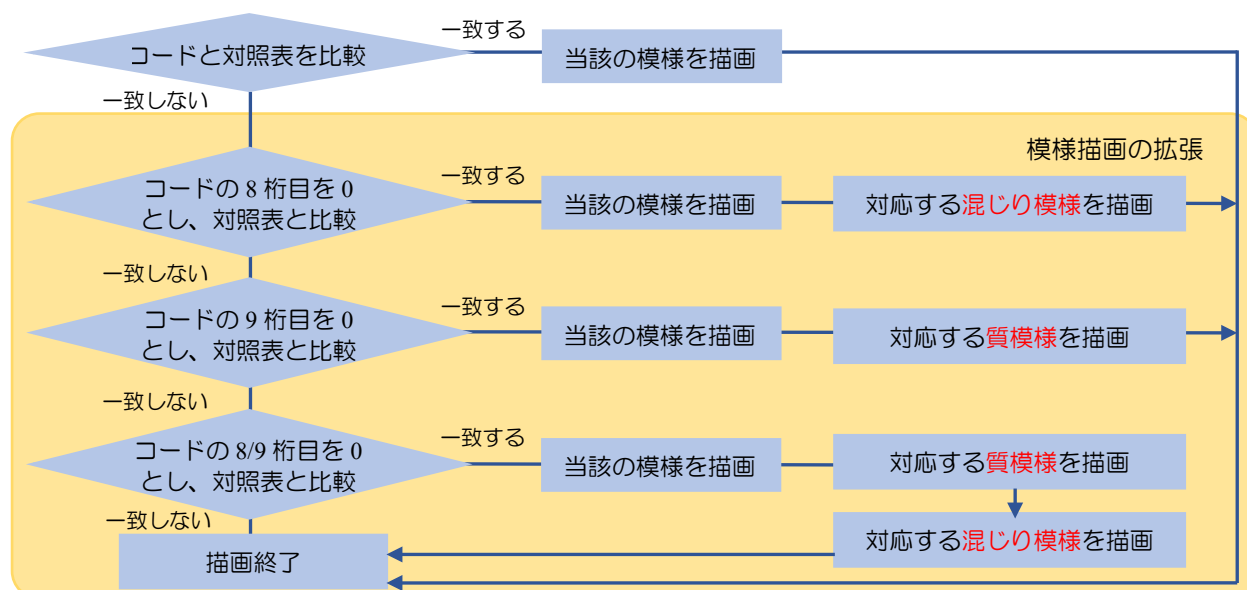 一致する
コードと対照表を比較
当該の模様を描画
一致しない
模様描画の拡張
一致する
コードの 8 桁目を 0
とし、対照表と比較
当該の模様を描画
対応する混じり模様を描画
一致しない
一致する
コードの 9 桁目を 0
とし、対照表と比較
当該の模様を描画
対応する質模様を描画
一致しない
一致する
コードの 8/9 桁目を 0
とし、対照表と比較
当該の模様を描画
対応する質模様を描画
一致しない
対応する混じり模様を描画
描画終了